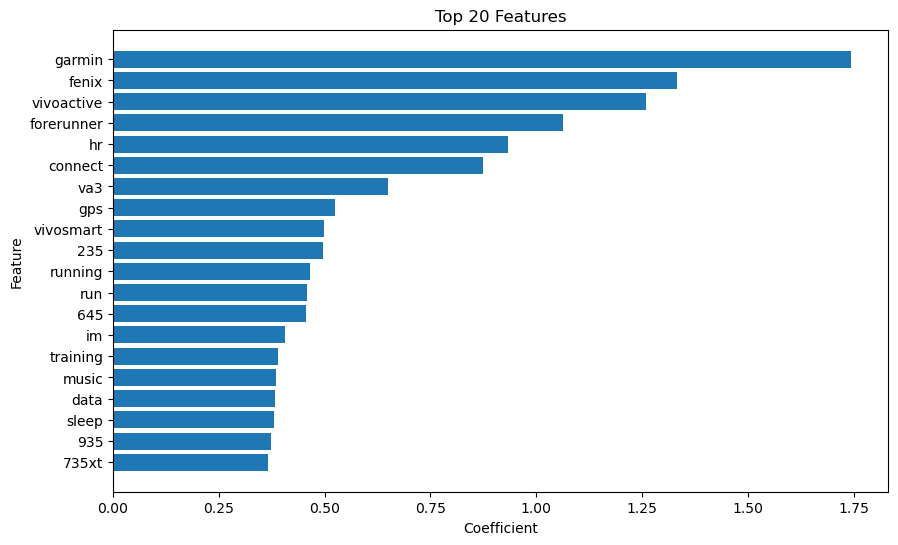 Top 20 Features
Feature
garmin
fenix
vivoactive
forerunner
hr
connect
va3
gps
vivosmart
235
running
run
645
im
training
music
data
sleep
935
735xt
0.00 0.25 0.50 0.75 1.00 1.25 1.50 1.75
Coefficient